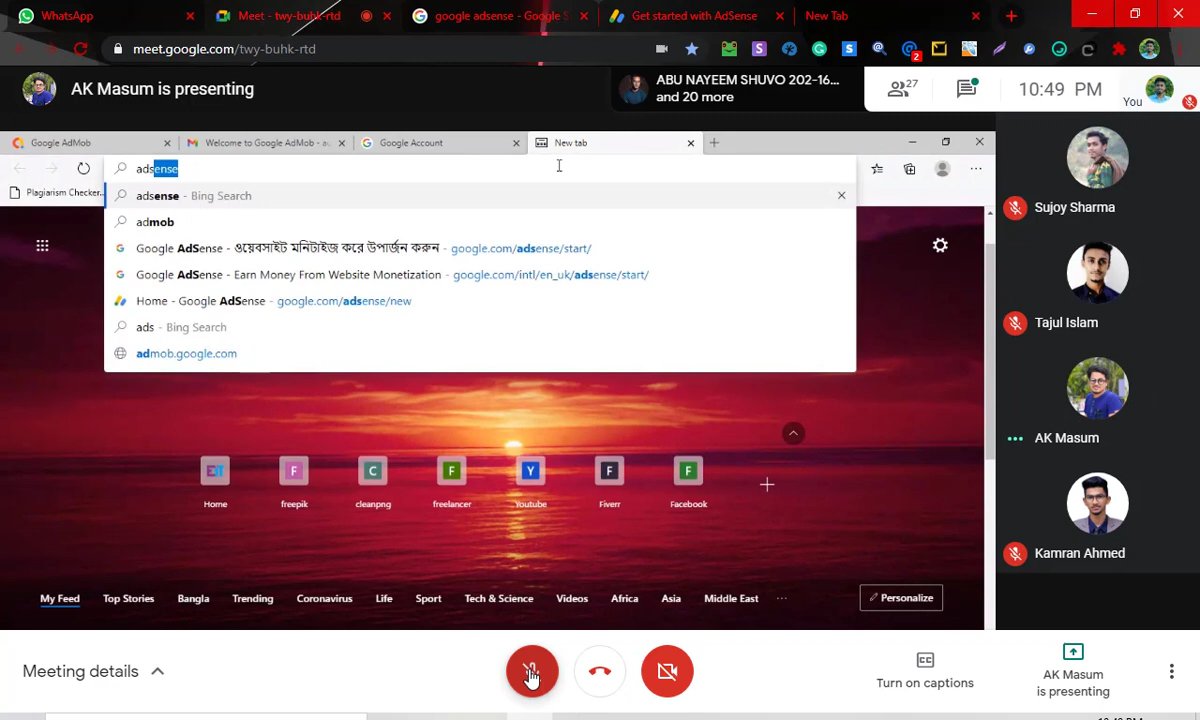 WhatsApp
Meet - twy-buhk-rtd
google adsense - Google S
Get started with AdSense
New Tab
meet.google.com/twy-buhk-rtd
2
AK Masum is presenting
ABU NAYEEM SHUVO 202-16...
and 20 more
27
10:49 PM
You
Google AdMob
Welcome to Google AdMob - au
Google Account
New tab
adsense
Plagiarism Checker...
adsense - Bing Search
admob
Google AdSense - ওয়েবসাইট মনিটাইজ করে উপার্জন করুন - google.com/adsense/start/
Google AdSense - Earn Money From Website Monetization - google.com/intl/en_uk/adsense/start/
Home - Google AdSense - google.com/adsense/new
ads - Bing Search
admob.google.com
Sujoy Sharma
Tajul Islam
AK Masum
Kamran Ahmed
F
C
F
Y
F
F
Home
freepik
cleanpng
freelancer
Youtube
Fiverr
Facebook
My Feed
Top Stories
Bangla
Trending
Coronavirus
Life
Sport
Tech & Science
Videos
Africa
Asia
Middle East
...
Personalize
Meeting details
CC
Turn on captions
AK Masum
is presenting